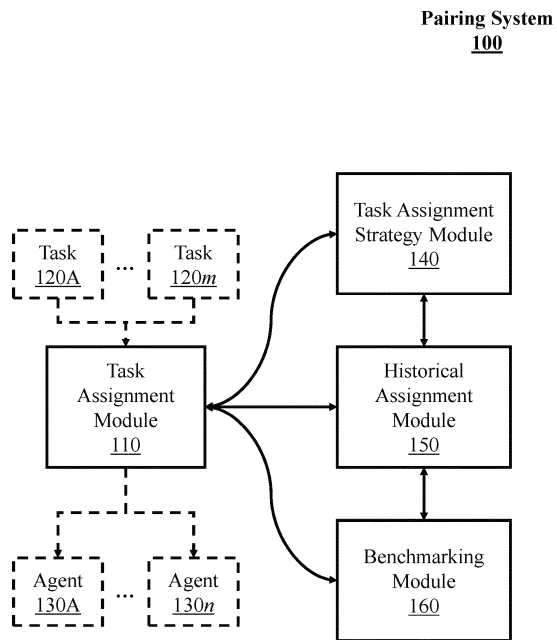 Pairing System
100
Task Assignment
Strategy Module
140
Task
120A
...
Task
120m
Task
Assignment
Module
110
Historical
Assignment
Module
150
Agent
130A
...
Agent
130n
Benchmarking
Module
160